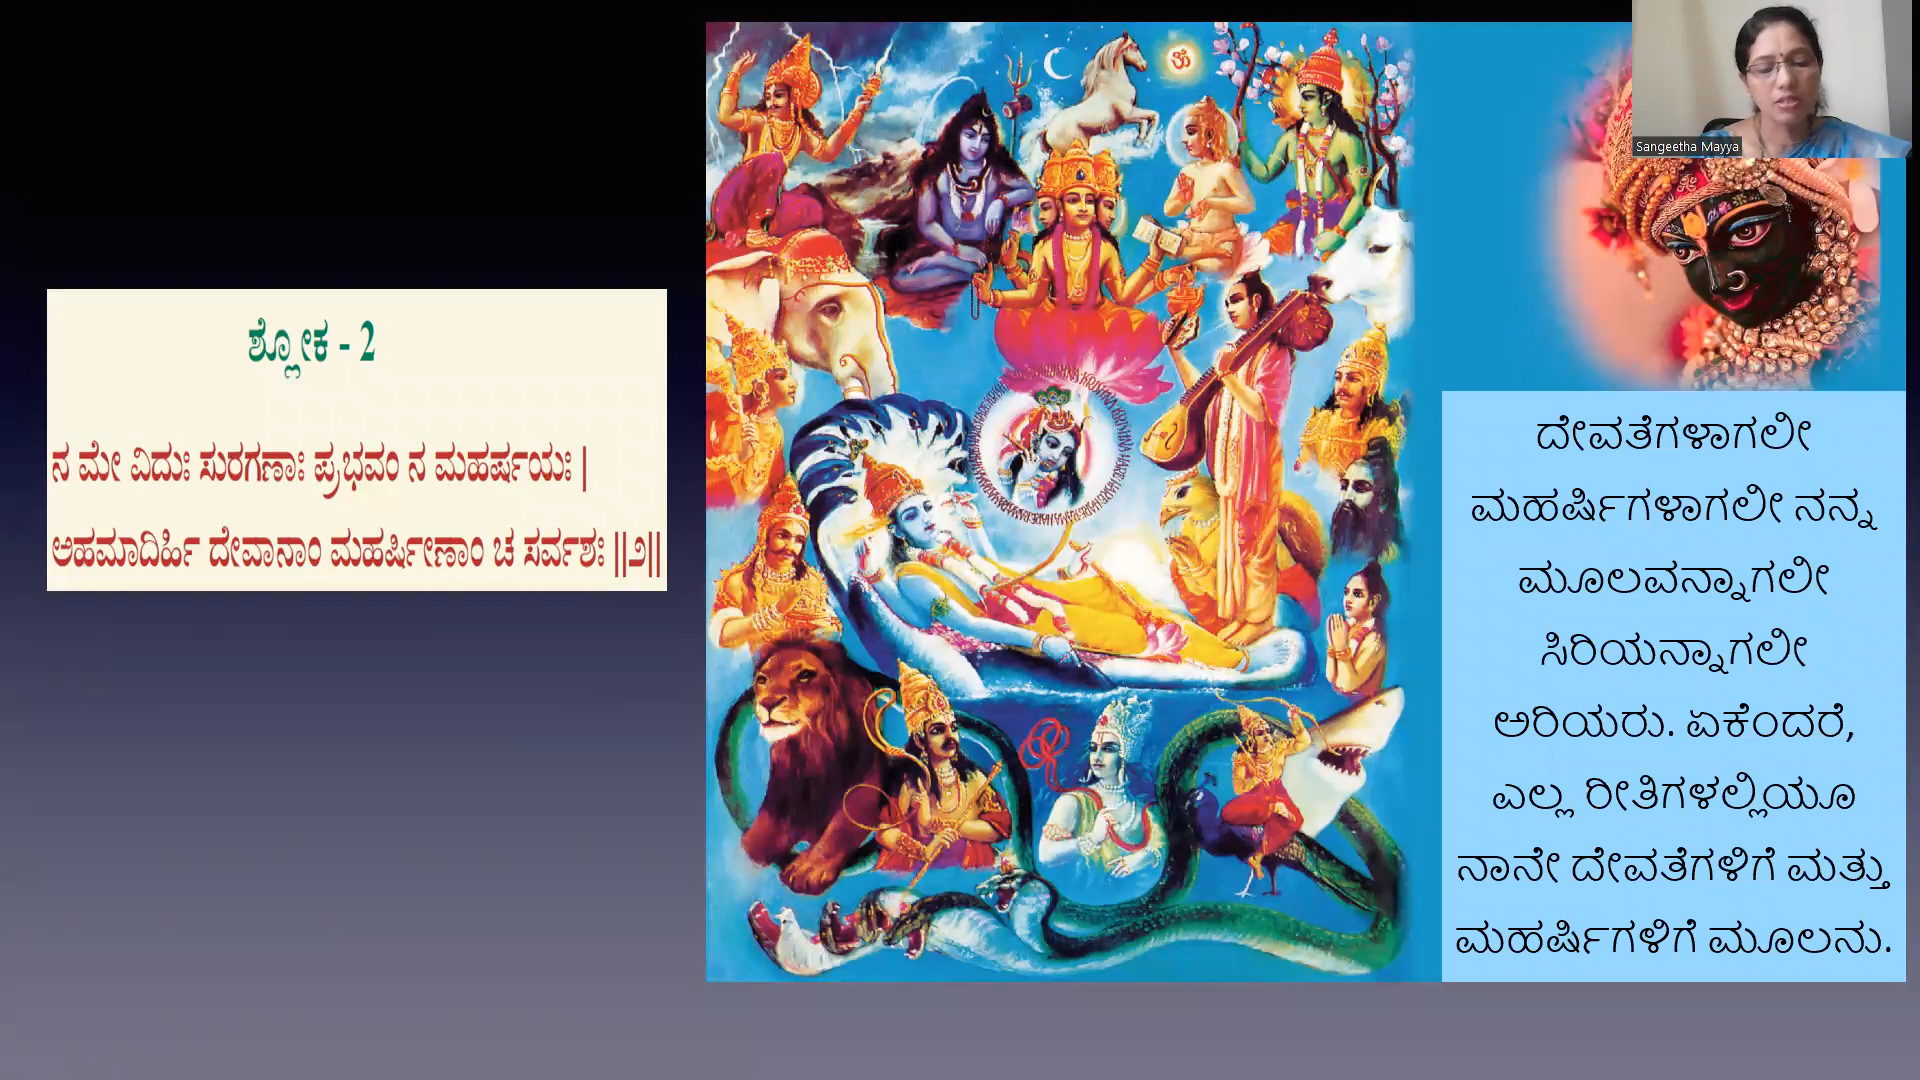 ಶ್ಲೋಕ - 2
ನ ಮೇ ವಿದುಃ ಸುರಗಣಾಃ ಪ್ರಭವಂ ನ ಮಹರ್ಷಯಃ |
ಅಹಮಾದಿರ್ಹಿ ದೇವಾನಾಂ ಮಹರ್ಷೀಣಾಂ ಚ ಸರ್ವಶಃ ||೨||
ॐ
Sangeetha Mayya
ದೇವತೆಗಳಾಗಲೀ
ಮಹರ್ಷಿಗಳಾಗಲೀ ನನ್ನ
ಮೂಲವನ್ನಾಗಲೀ
ಸಿರಿಯನ್ನಾಗಲೀ
ಅರಿಯರು. ಏಕೆಂದರೆ,
ಎಲ್ಲ ರೀತಿಗಳಲ್ಲಿಯೂ
ನಾನೇ ದೇವತೆಗಳಿಗೆ ಮತ್ತು
ಮಹರ್ಷಿಗಳಿಗೆ ಮೂಲನು.